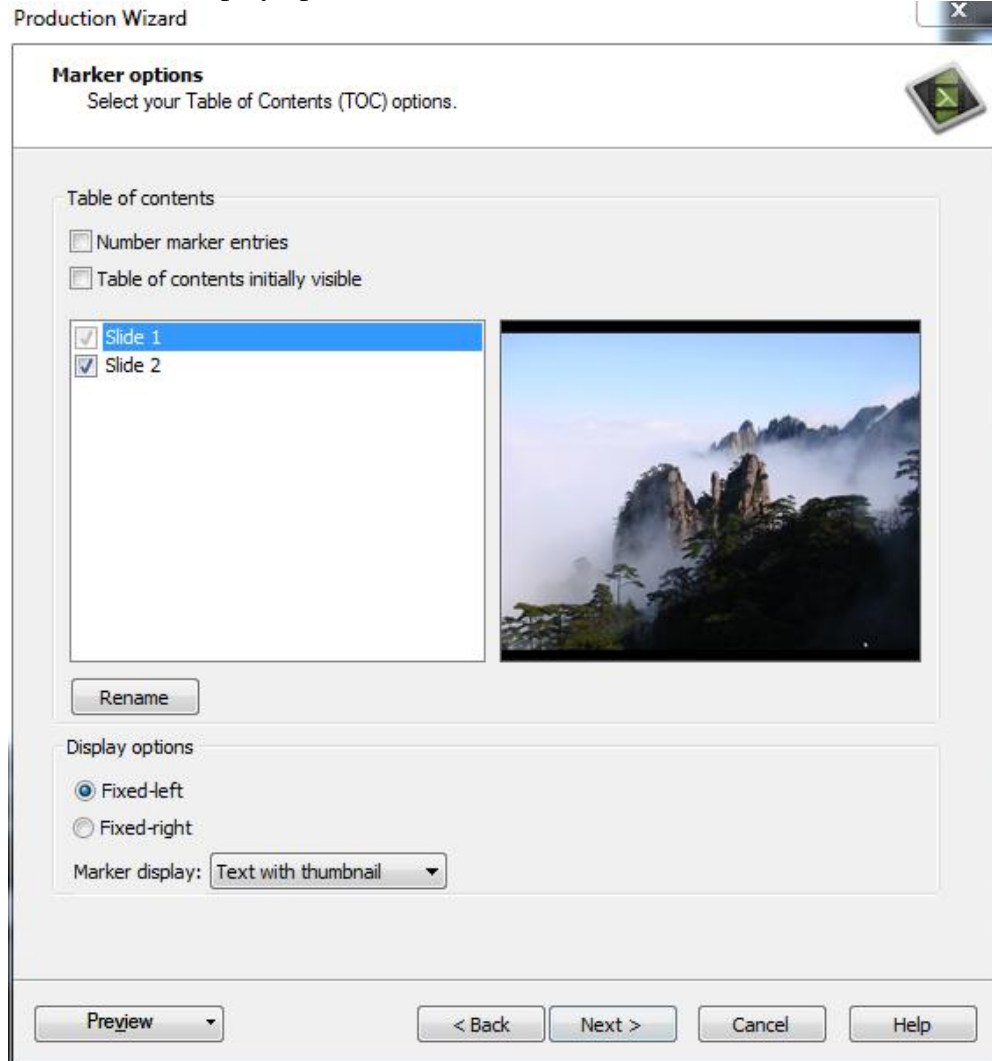 Production Wizard
X
Marker options
Select your Table of Contents (TOC) options.
Table of contents
Number marker entries
Table of contents initially visible
Slide 1
Slide 2
Rename
Display options
Fixed-left
Fixed-right
Marker display: Text with thumbnail
Preview < Back Next > Cancel Help